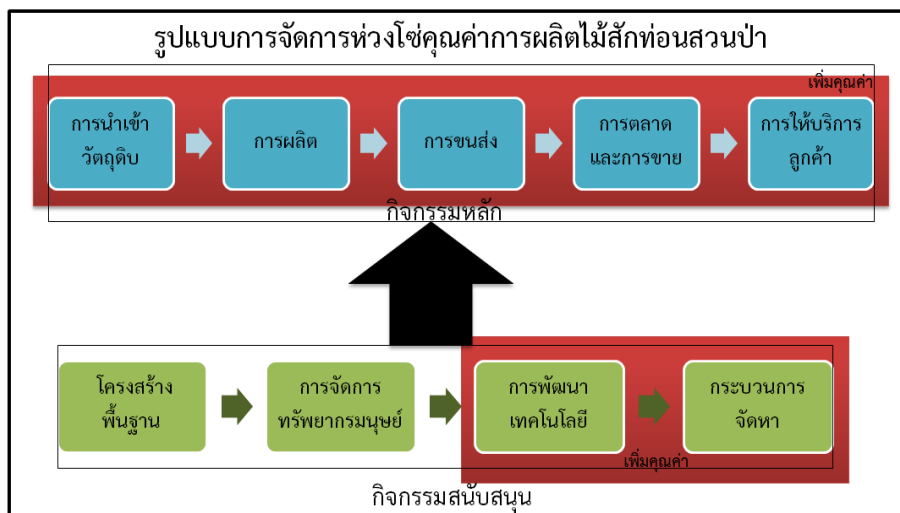 รูปแบบการจัดการห่วงโซ่คุณค่าการผลิตไม้สักท่อนสวนป่า
เพิ่มคุณค่า
การนำเข้า
วัตถุดิบ
การผลิต
การขนส่ง
การตลาด
และการขาย
การให้บริการ
ลูกค้า
กิจกรรมหลัก
โครงสร้าง
พื้นฐาน
การจัดการ
ทรัพยากรมนุษย์
การพัฒนา
เทคโนโลยี
กระบวนการ
จัดหา
เพิ่มคุณค่า
กิจกรรมสนับสนุน